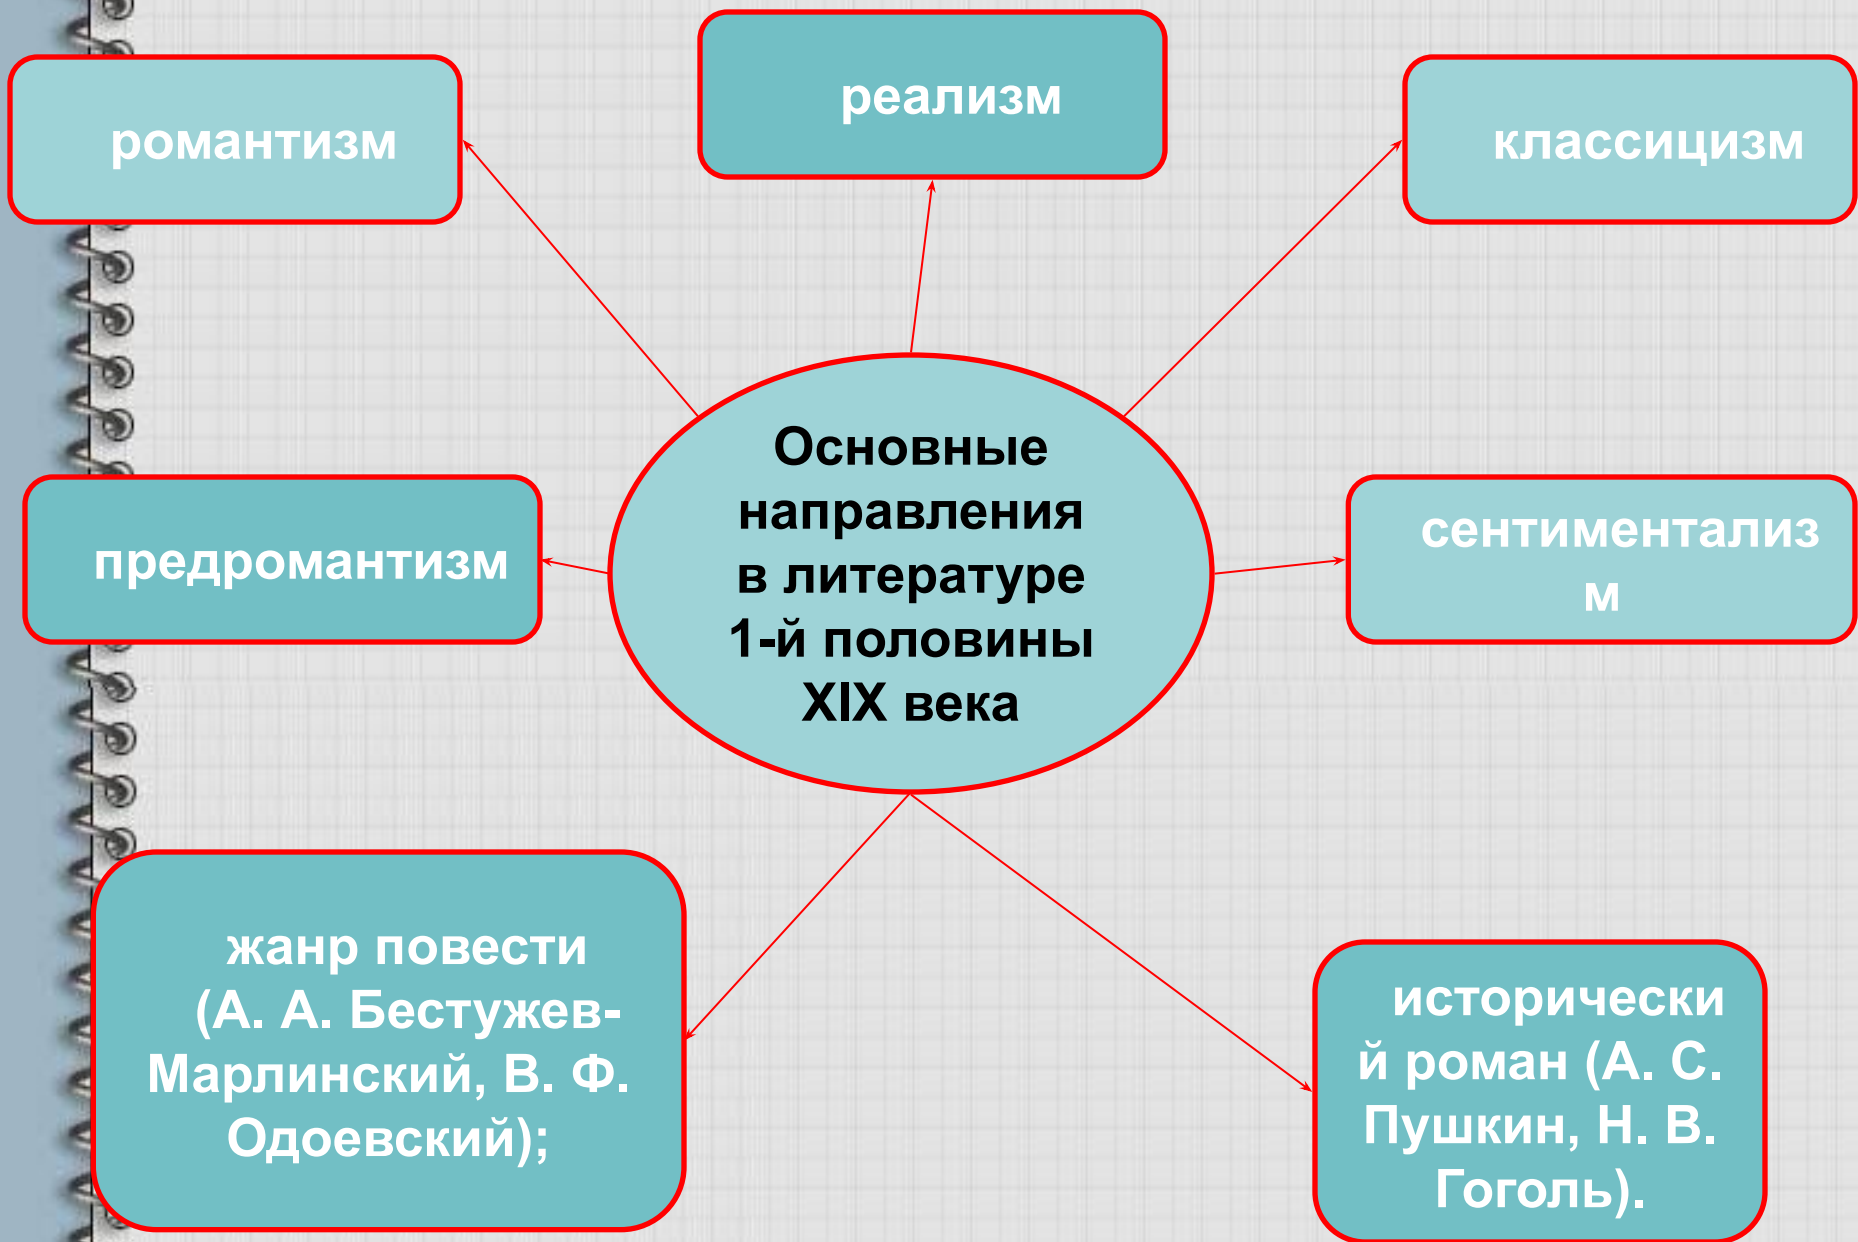 реализм
романтизм
классицизм
Основные
направления
в литературе
1-й половины
XIX века
предромантизм
сентиментализ
м
жанр повести
(А. А. Бестужев-
Марлинский, В. Ф.
Одоевский);
исторически
й роман (А. С.
Пушкин, Н. В.
Гоголь).